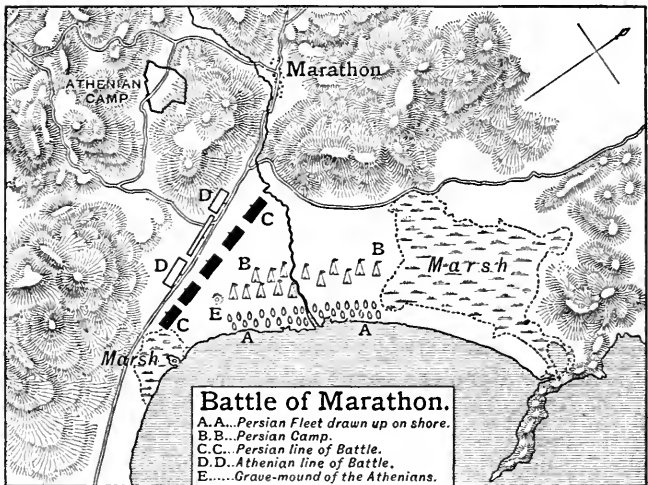 Marathon
ATHENIAN
CAMP
D
C
D
B
B
Marsh
E
C
A
A
Marsh
Battle of Marathon.
A.A...Persian Fleet drawn up on shore.
B.B...Persian Camp.
C.C...Persian line of Battle.
D.D...Athenian line of Battle.
E......Grave-mound of the Athenians.